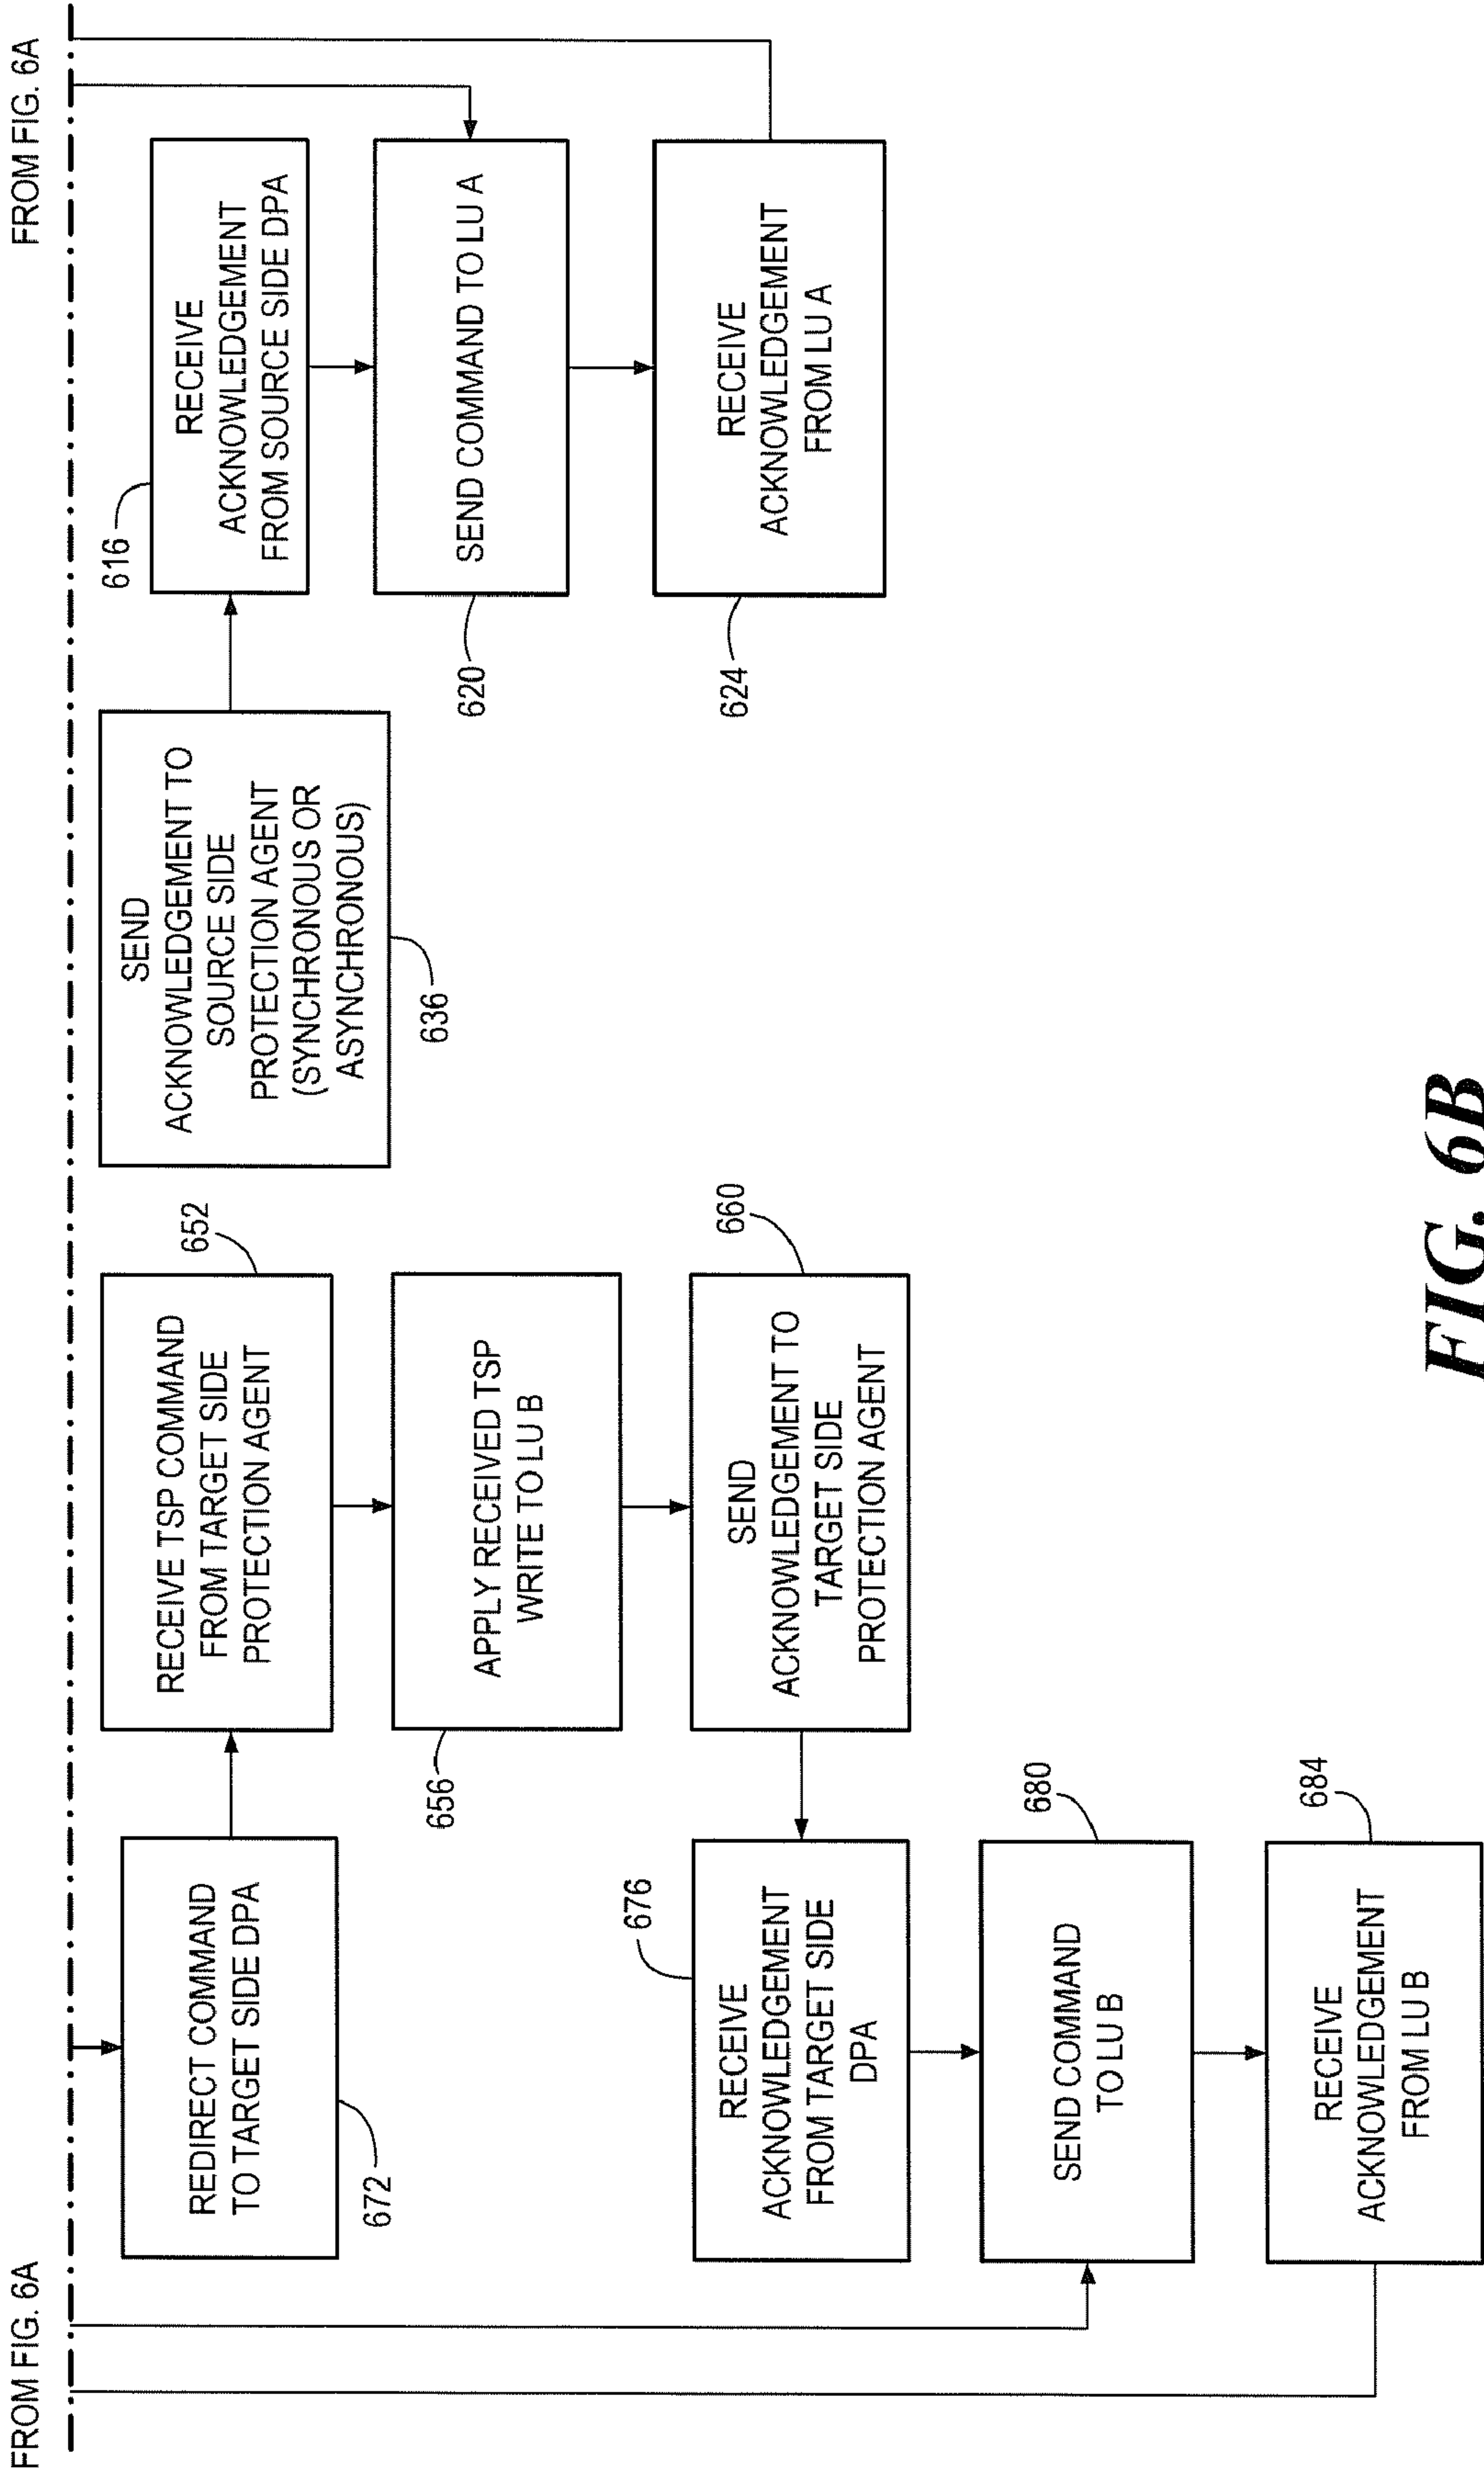 FROM FIG. 6A
FROM FIG. 6A
REDIRECT COMMAND
TO TARGET SIDE DPA
672
RECEIVE TSP COMMAND
FROM TARGET SIDE
PROTECTION AGENT
652
SEND
ACKNOWLEDGEMENT TO
SOURCE SIDE
PROTECTION AGENT
(SYNCHRONOUS OR
ASYNCHRONOUS)
636
RECEIVE
ACKNOWLEDGEMENT
FROM SOURCE SIDE DPA
616
APPLY RECEIVED TSP
WRITE TO LU B
656
SEND COMMAND TO LU A
620
RECEIVE
ACKNOWLEDGEMENT
FROM TARGET SIDE
DPA
676
SEND
ACKNOWLEDGEMENT TO
TARGET SIDE
PROTECTION AGENT
660
RECEIVE
ACKNOWLEDGEMENT
FROM LU A
624
SEND COMMAND
TO LU B
680
RECEIVE
ACKNOWLEDGEMENT
FROM LU B
684
FIG. 6B